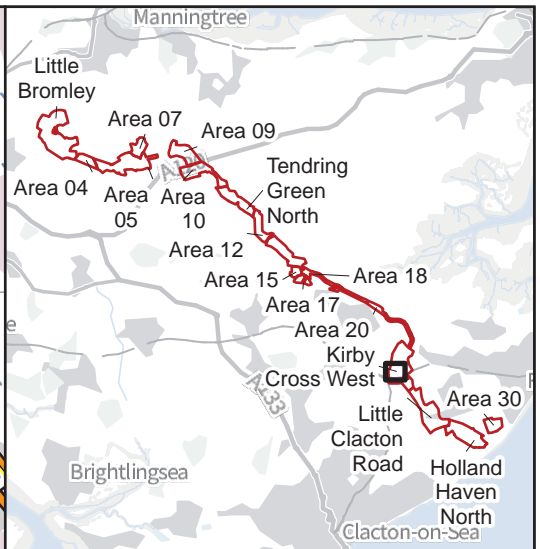 Manningtree
Little
Bromley
Area 07
Area 09
A120
Tendring
Green
North
Area 04
Area
05
Area
10
Area 12
Area 15
Area 18
Area 17
Area 20
Kirby
Cross West
A133
Area 30
Little
Clacton
Road
Holland
Haven
North
Brightlingsea
Clacton-on-Sea